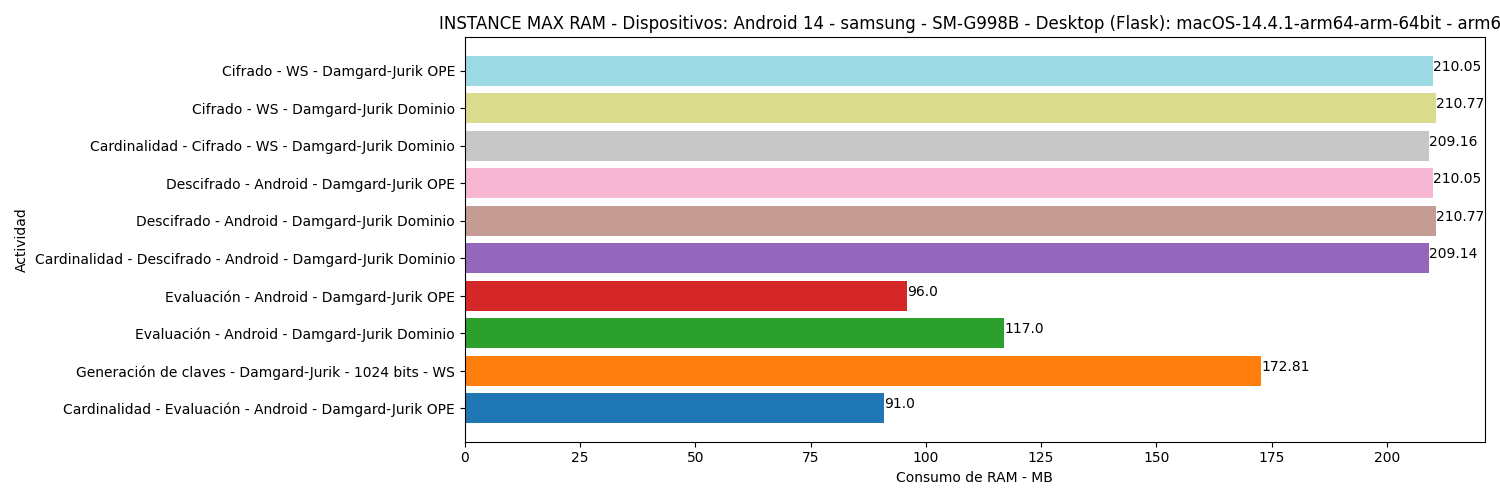 INSTANCE MAX RAM - Dispositivos: Android 14 - samsung - SM-G998B - Desktop (Flask): macOS-14.4.1-arm64-arm-64bit - arm6
Cifrado - WS - Damgard-Jurik OPE 210.05
Cifrado - WS - Damgard-Jurik Dominio 210.77
Cardinalidad - Cifrado - WS - Damgard-Jurik Dominio 209.16
Descifrado - Android - Damgard-Jurik OPE 210.05
Descifrado - Android - Damgard-Jurik Dominio 210.77
Cardinalidad - Descifrado - Android - Damgard-Jurik Dominio 209.14
Evaluación - Android - Damgard-Jurik OPE 96.0
Evaluación - Android - Damgard-Jurik Dominio 117.0
Generación de claves - Damgard-Jurik - 1024 bits - WS 172.81
Cardinalidad - Evaluación - Android - Damgard-Jurik OPE 91.0
Actividad
0 25 50 75 100 125 150 175 200
Consumo de RAM - MB